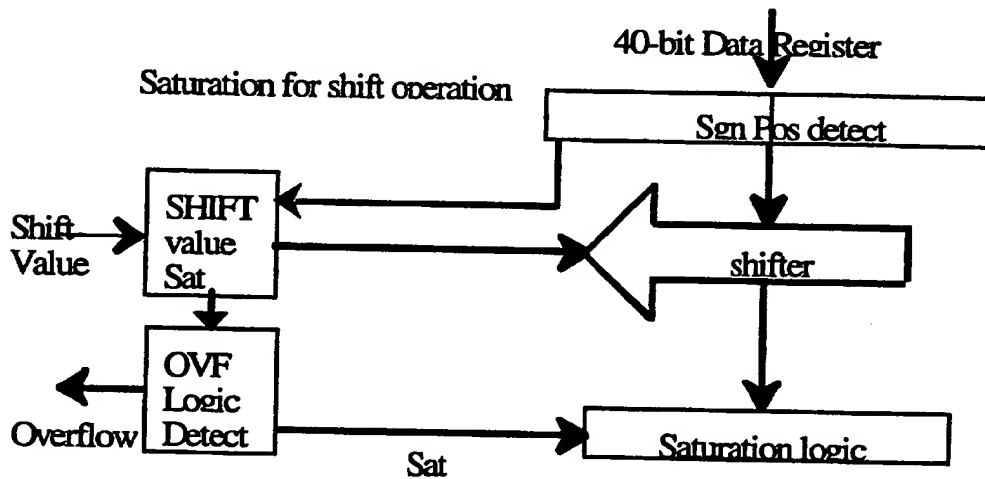 40-bit Data Register
Saturation for shift operation
Sgn Pos detect
SHIFT
value
Sat
Shift
Value
shifter
OVF
Logic
Detect
Overflow
Sat
Saturation logic